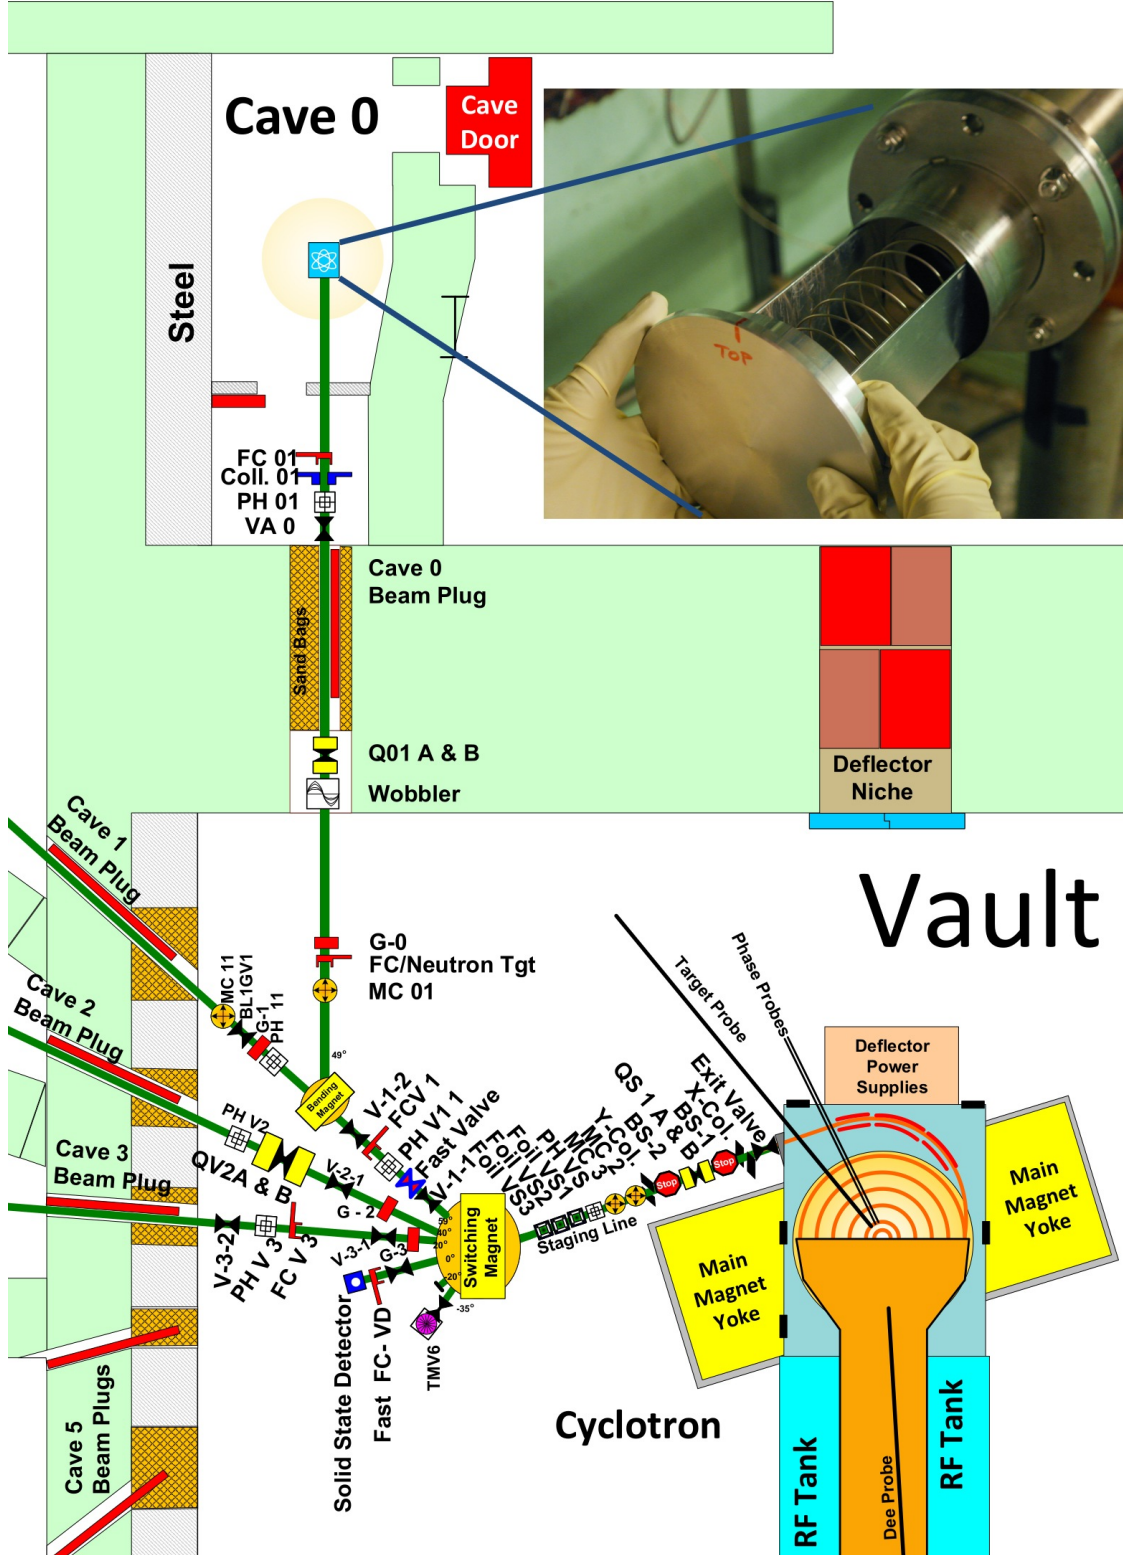 Cave 0
Cave
Door
Steel
TOP
FC 01
Coll. 01
PH 01
VA 0
Cave 0
Beam Plug
Sand Bags
Q01 A & B
Wobbler
Deflector
Niche
Vault
Cave 1
Beam Plug
G-0
FC/Neutron Tgt
MC 01
MC 11
BL1GV1
G-1
PH 11
Cave 2
Beam Plug
49°
Bending
Magnet
V-1-2
FCV 1
PH V1 1
Fast Valve
V-1-1
Foil VS3
Foil VS2
Foil VS1
PH VS
MC 3
MC 2
Y-Col.
BS-2
QS 1 A & B
BS-1
X-Col.
Exit Valve
Stop
Stop
Staging Line
Target Probe
Phase Probes
Deflector
Power
Supplies
Main
Magnet
Yoke
Main
Magnet
Yoke
PH V2
QV2A & B
V-2-1
G - 2
Cave 3
Beam Plug
V-3-2
PH V 3
FC V 3
V-3-1
G-3
59°
40°
20°
0°
-20°
-35°
Switching
Magnet
Solid State Detector
Fast FC- VD
TMV6
Cave 5
Beam Plugs
Cyclotron
RF Tank
RF Tank
Dee Probe